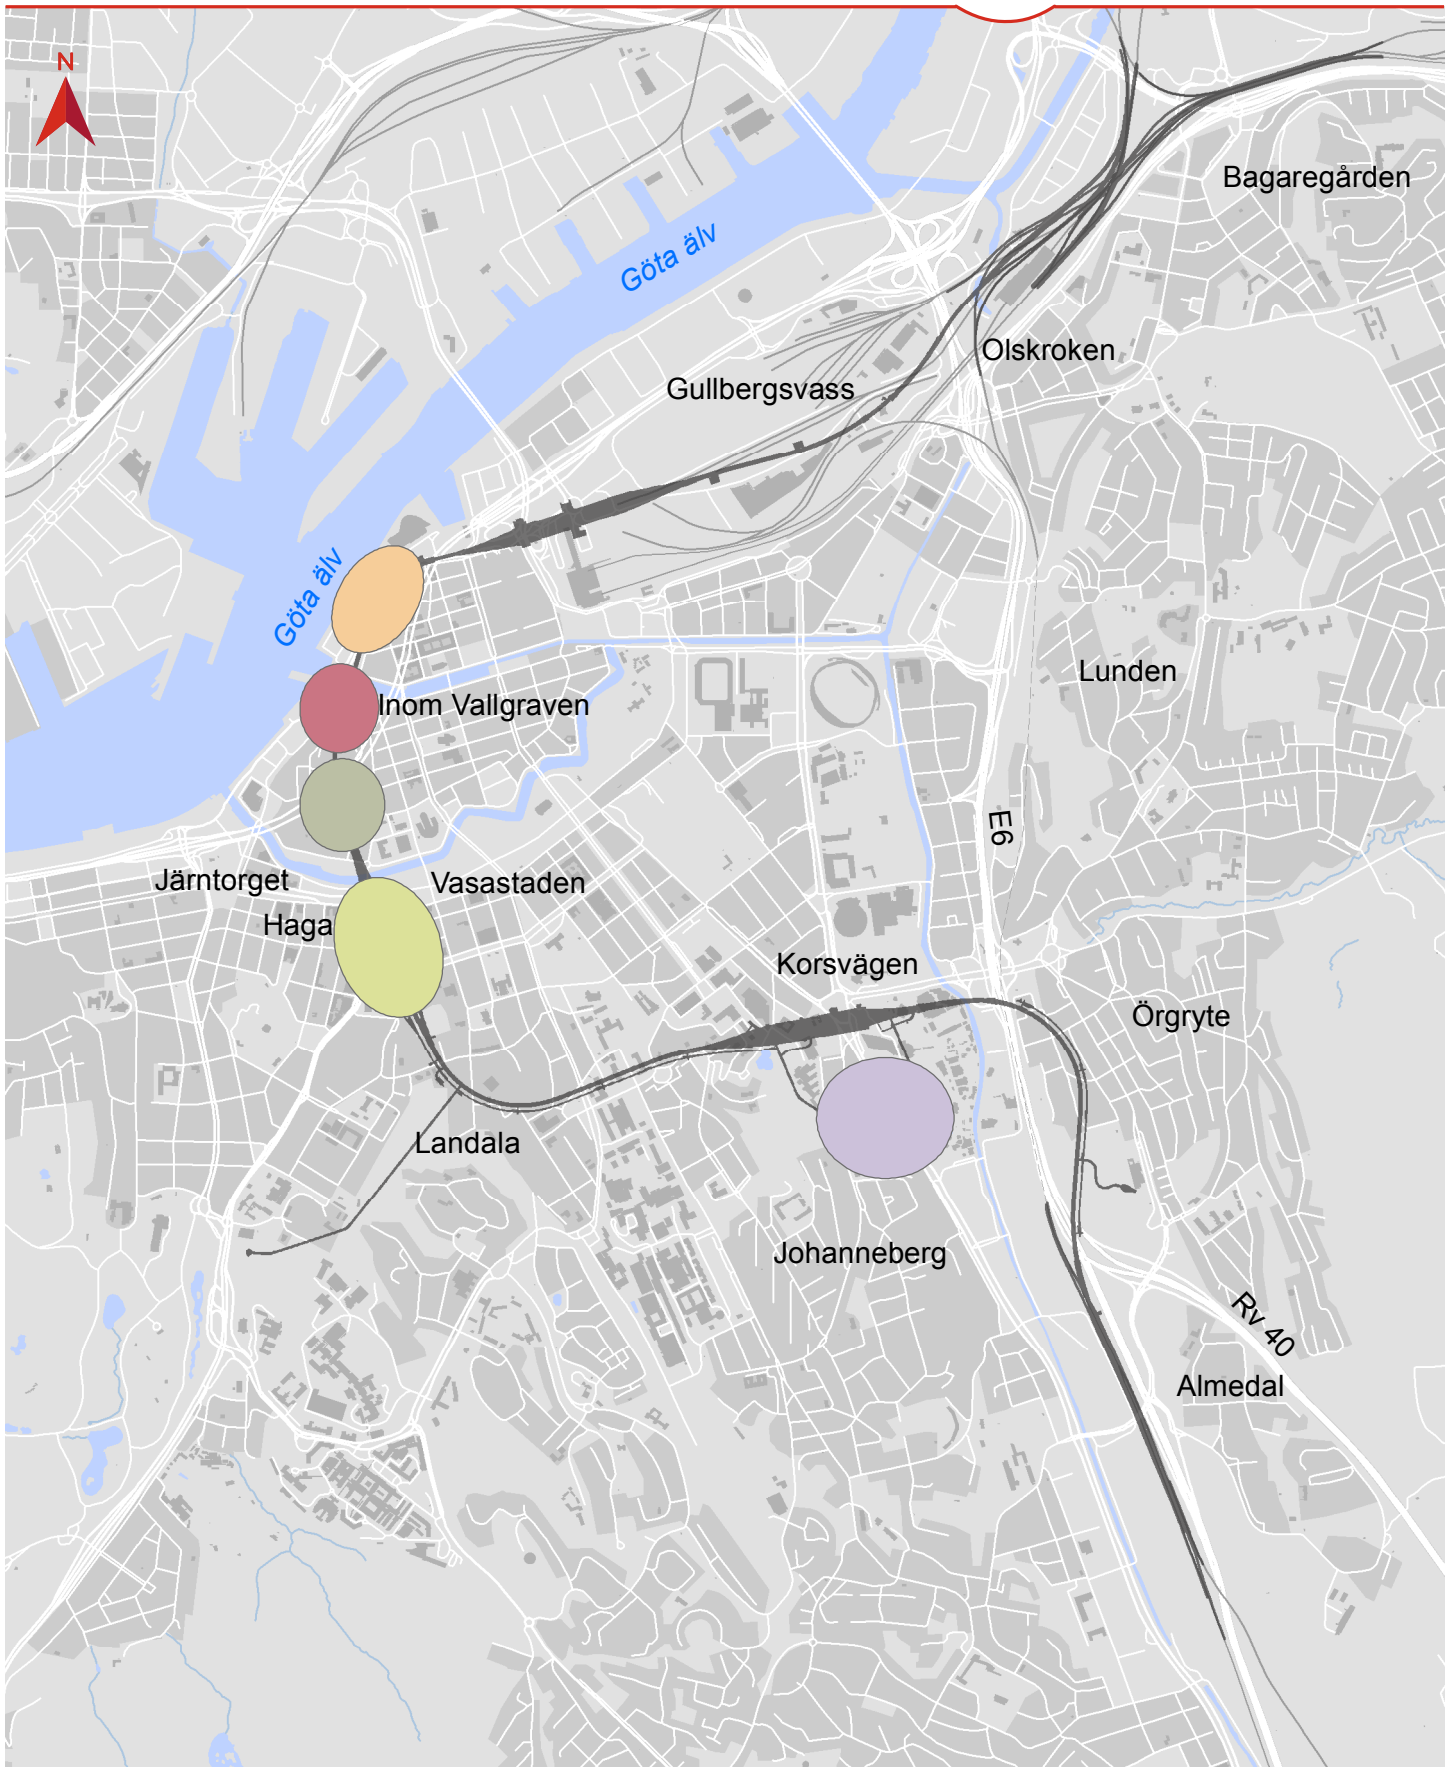 N
Bagaregården
Göta älv
Olskroken
Gullbergsvass
Göta älv
Lunden
Inom Vallgraven
E6
Järntorget
Vasastaden
Haga
Korsvägen
Örgryte
Landala
Johanneberg
Rv 40
Almedal